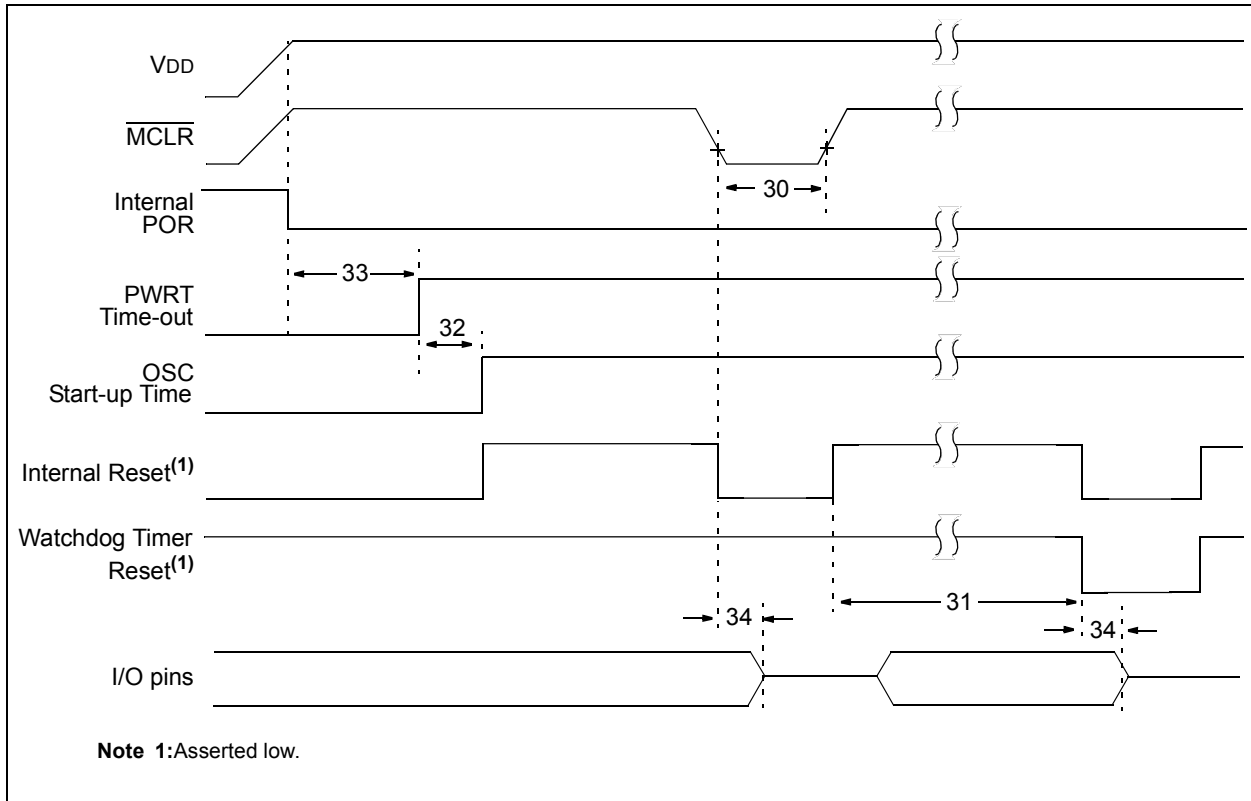 VDD
MCLR
30
Internal
POR
33
PWRT
Time-out
32
OSC
Start-up Time
Internal Reset(1)
Watchdog Timer
Reset(1)
31
34
34
I/O pins
Note 1:Asserted low.